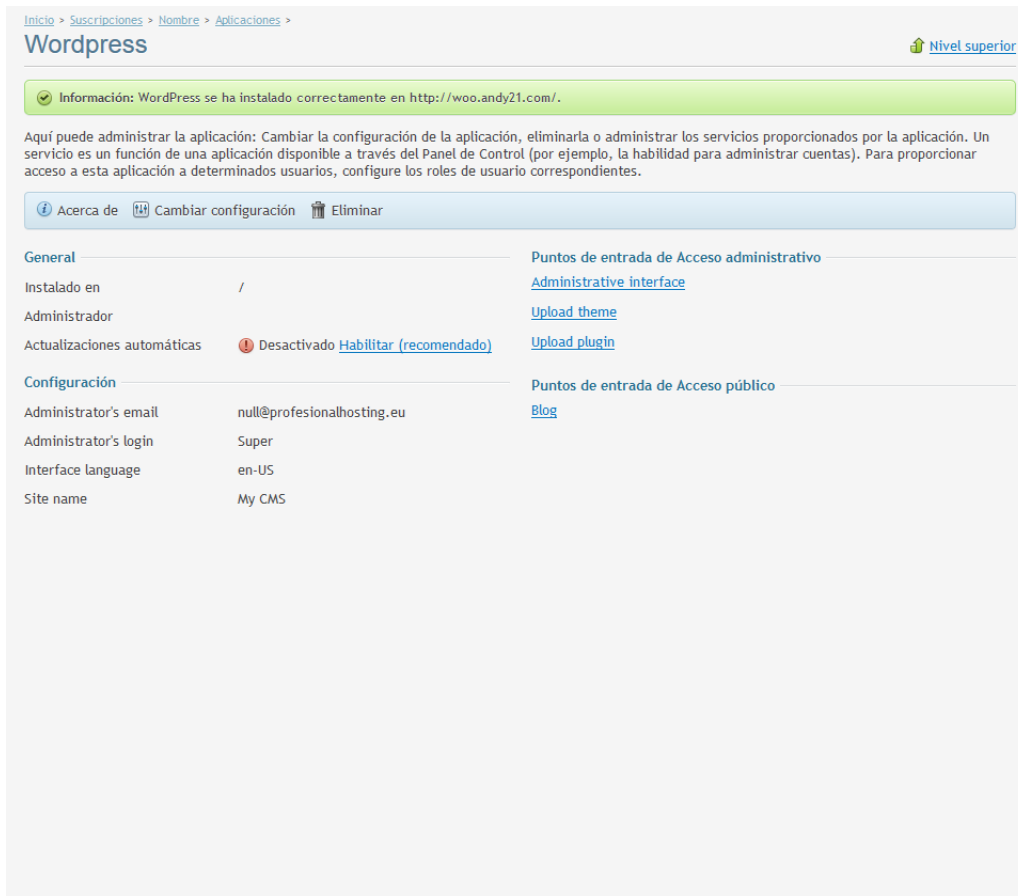 Inicio > Suscripciones > Nombre > Aplicaciones >
Wordpress
Nivel superior
Información: WordPress se ha instalado correctamente en http://woo.andy21.com/.
Aquí puede administrar la aplicación: Cambiar la configuración de la aplicación, eliminarla o administrar los servicios proporcionados por la aplicación. Un
servicio es un función de una aplicación disponible a través del Panel de Control (por ejemplo, la habilidad para administrar cuentas). Para proporcionar
acceso a esta aplicación a determinados usuarios, configure los roles de usuario correspondientes.
Acerca de Cambiar configuración Eliminar
General
Instalado en /
Administrador
Actualizaciones automáticas Desactivado Habilitar (recomendado)
Configuración
Administrator's email null@profesionalhosting.eu
Administrator's login Super
Interface language en-US
Site name My CMS
Puntos de entrada de Acceso administrativo
Administrative interface
Upload theme
Upload plugin
Puntos de entrada de Acceso público
Blog